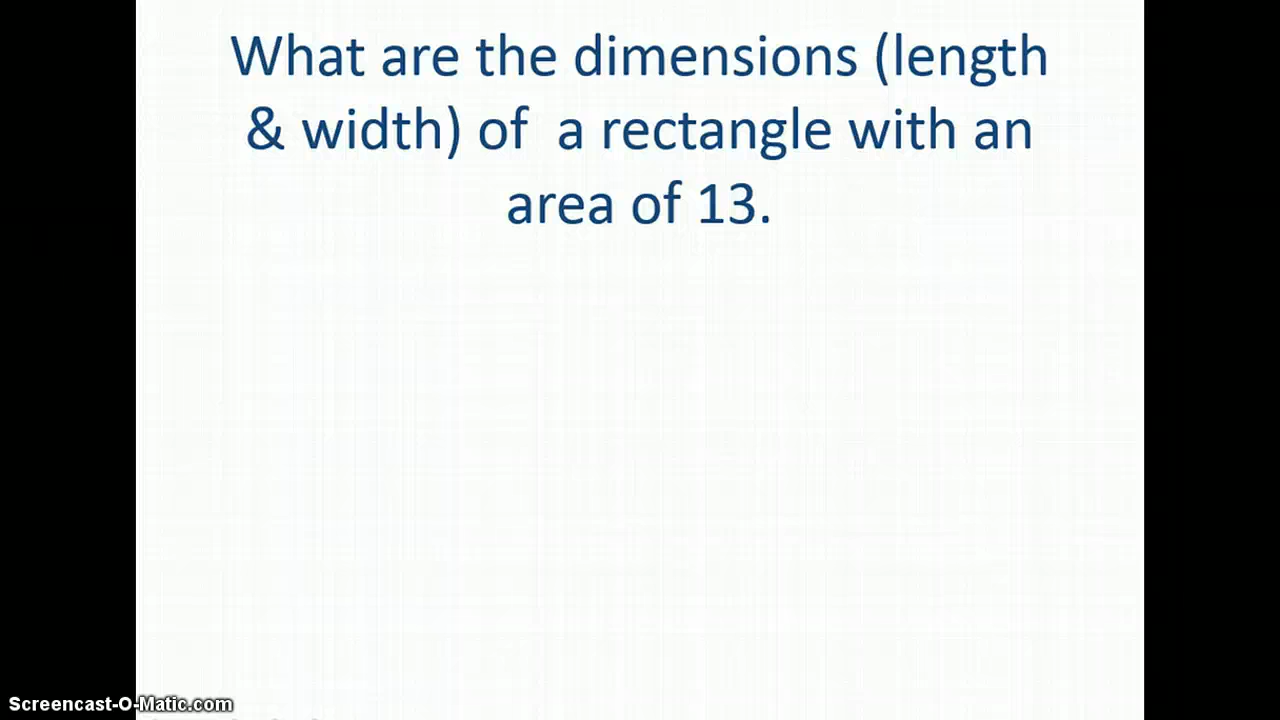 What are the dimensions (length
& width) of a rectangle with an
area of 13.
Screencast-O-Matic.com